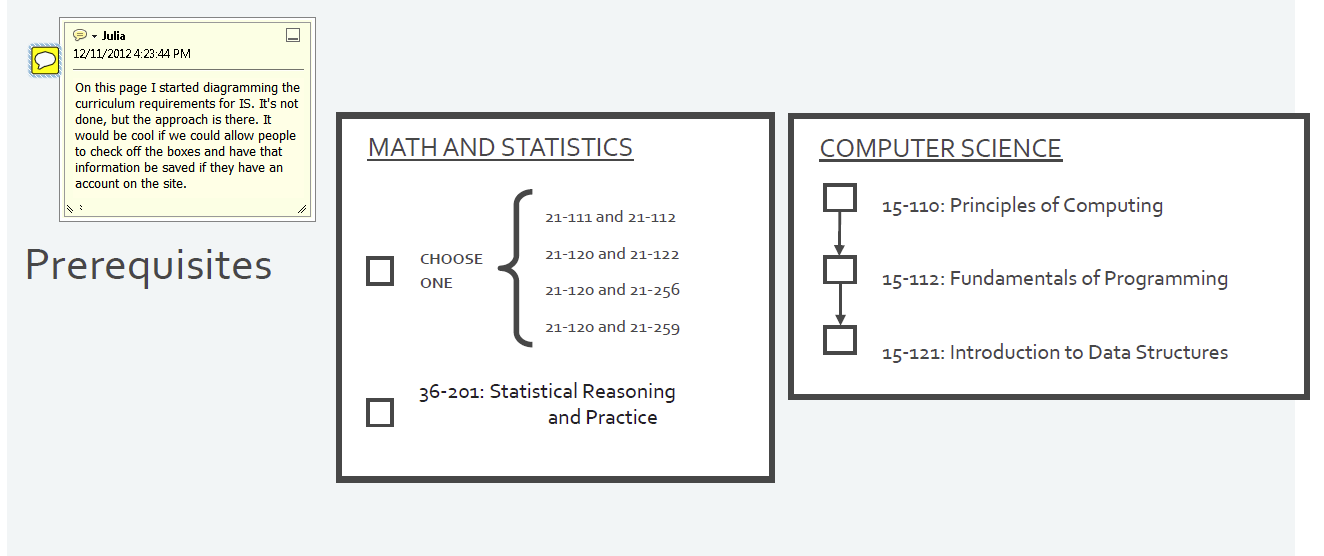 Julia
12/11/2012 4:23:44 PM
On this page I started diagramming the
curriculum requirements for IS. It's not
done, but the approach is there. It
would be cool if we could allow people
to check off the boxes and have that
information be saved if they have an
account on the site.
Prerequisites
MATH AND STATISTICS
CHOOSE
ONE
21-111 and 21-112
21-120 and 21-122
21-120 and 21-256
21-120 and 21-259
36-201: Statistical Reasoning
and Practice
COMPUTER SCIENCE
15-110: Principles of Computing
15-112: Fundamentals of Programming
15-121: Introduction to Data Structures